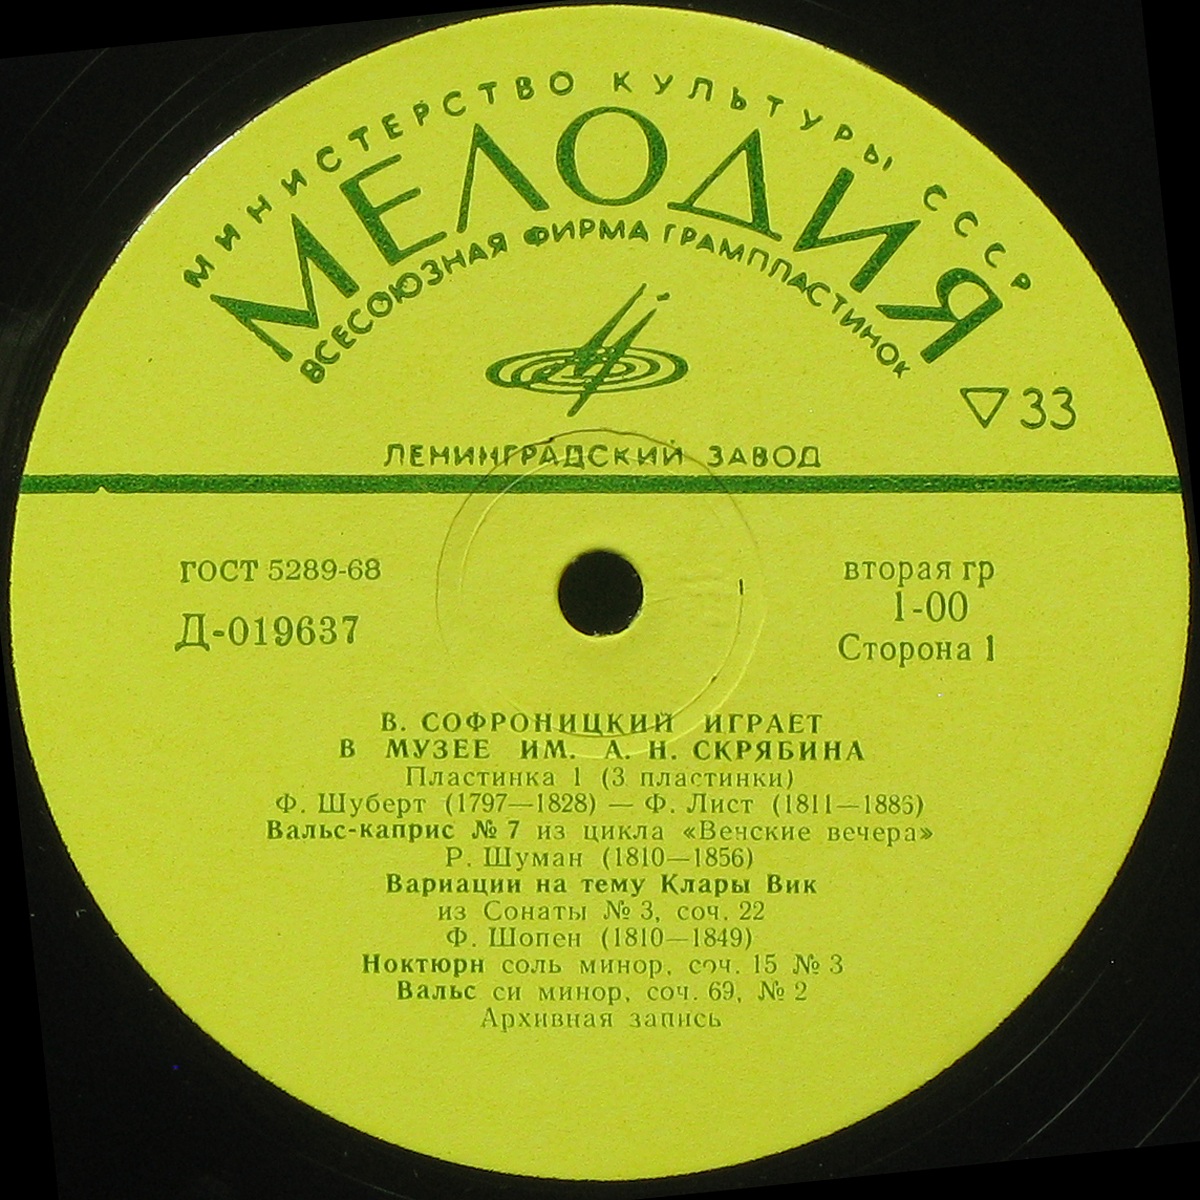 МИНИСТЕРСТВО КУЛЬТУРЫ СССР
МЕЛОДИЯ
ВСЕСОЮЗНАЯ ФИРМА ГРАМПЛАСТИНОК
33
ЛЕНИНГРАДСКИЙ ЗАВОД
ГОСТ 5289-68
вторая гр
Д-019637
1-00
Сторона 1
В. СОФРОНИЦКИЙ ИГРАЕТ
В МУЗЕЕ ИМ. А. Н. СКРЯБИНА
Пластинка 1 (3 пластинки)
Ф. Шуберт (1797—1828) — Ф. Лист (1811—1886)
Вальс-каприс № 7 из цикла «Венские вечера»
Р. Шуман (1810—1856)
Вариации на тему Клары Вик
из Сонаты № 3, соч. 22
Ф. Шопен (1810—1849)
Ноктюрн соль минор, соч. 15 № 3
Вальс си минор, соч. 69, № 2
Архивная запись